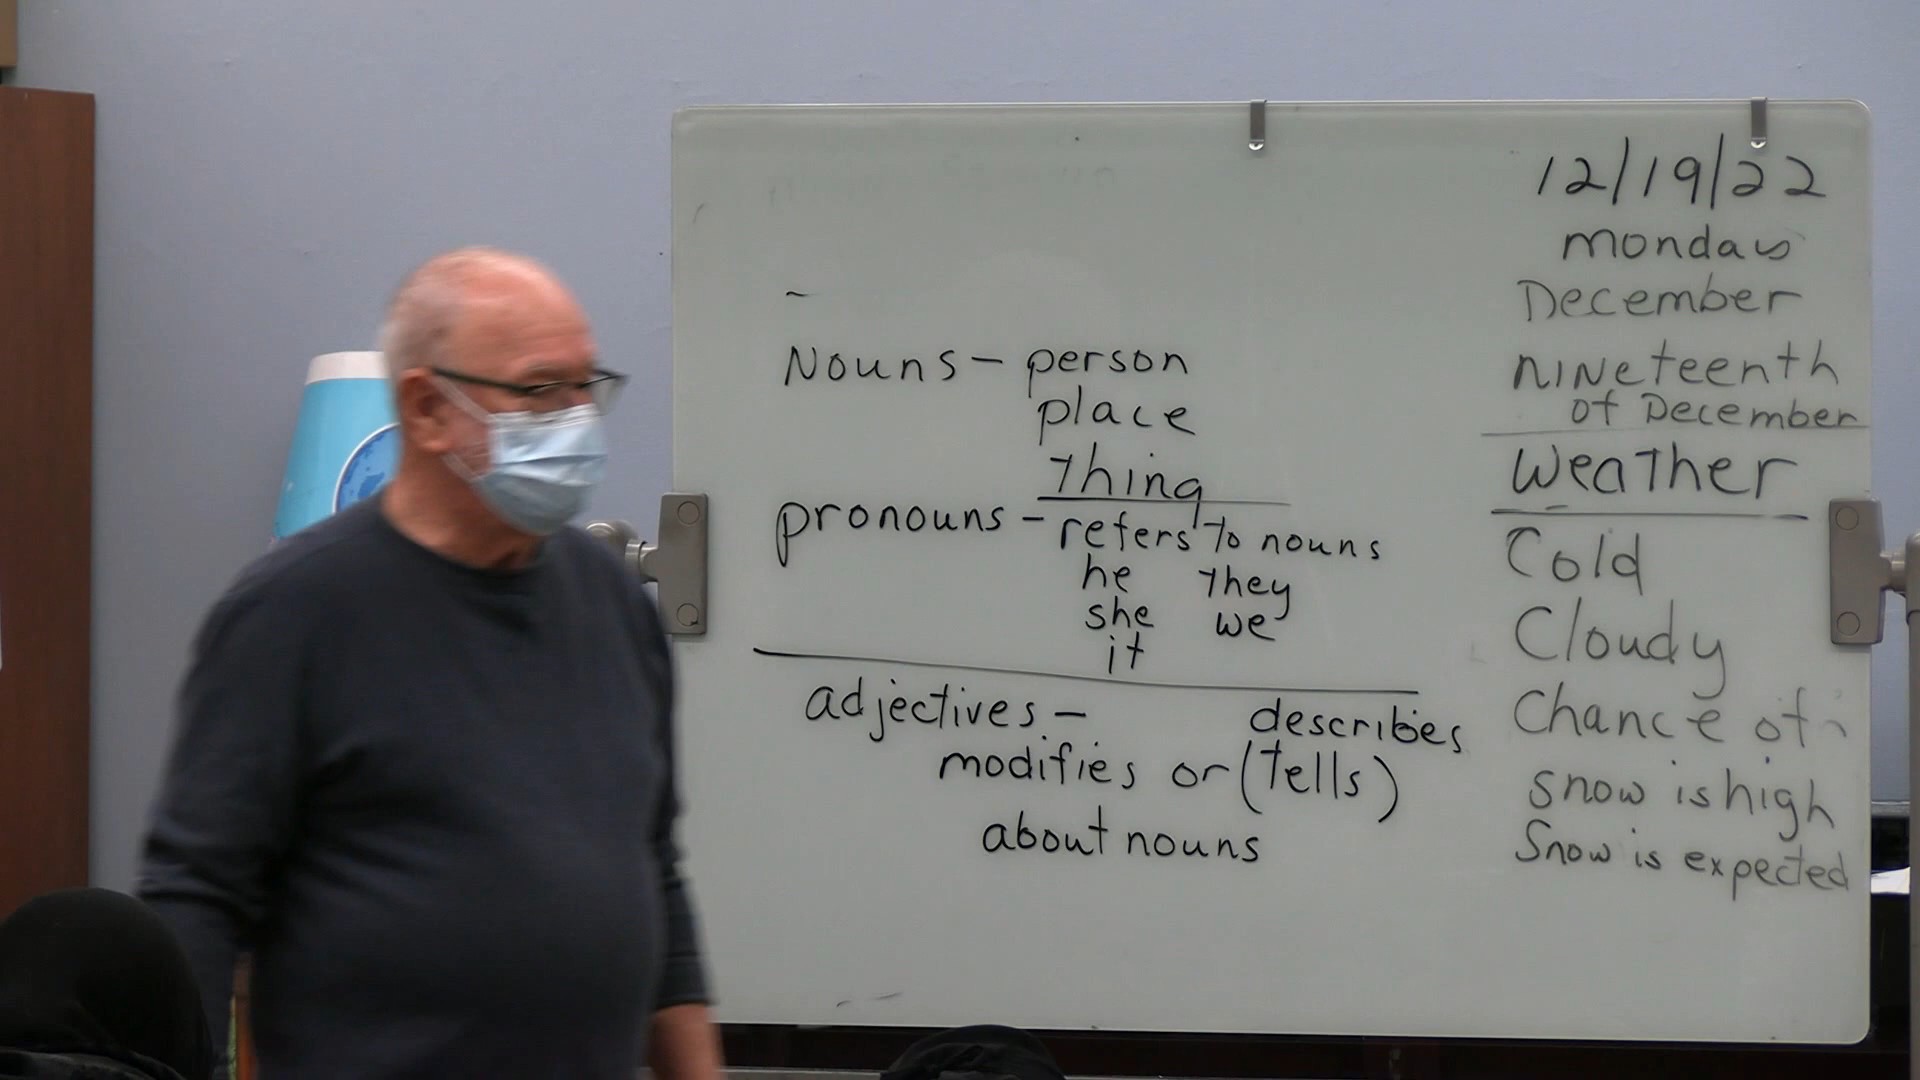 Nouns - person
place
thing
pronouns - refers to nouns
he they
she we
it
adjectives - describes
modifies or (tells)
about nouns
12/19/22
monday
December
nineteenth
of December
Weather
Cold
Cloudy
Chance of
snow is high
Snow is expected